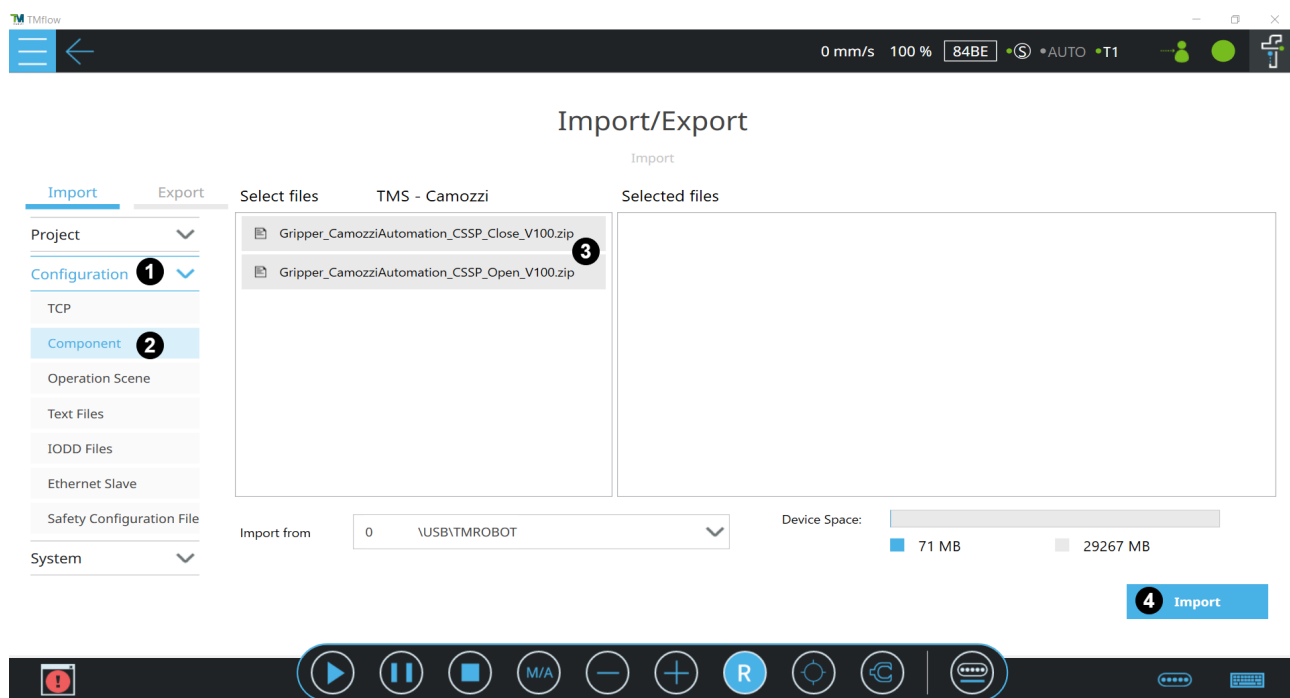 TM TMflow
0 mm/s 100 % 84BE S AUTO T1
Import/Export
Import
Import Export
Select files TMS - Camozzi
Selected files
Project
Configuration 1
TCP
Component 2
Operation Scene
Text Files
IODD Files
Ethernet Slave
Safety Configuration File
System
Gripper_CamozziAutomation_CSSP_Close_V100.zip
3
Gripper_CamozziAutomation_CSSP_Open_V100.zip
Import from 0 \USB\TMROBOT
Device Space:
71 MB 29267 MB
4 Import
M/A R